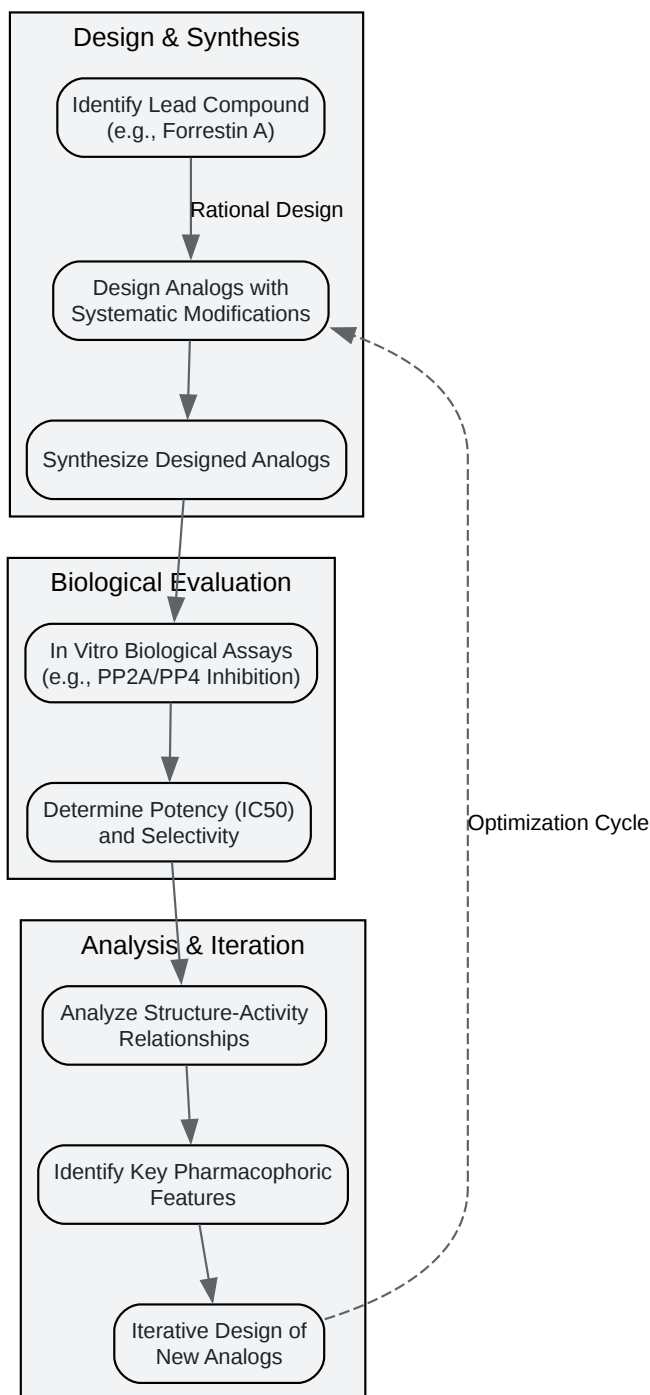 Design & Synthesis
Identify Lead Compound
(e.g., Forrestin A)
Rational Design
Design Analogs with
Systematic Modifications
Synthesize Designed Analogs
Biological Evaluation
In Vitro Biological Assays
(e.g., PP2A/PP4 Inhibition)
Determine Potency (IC50)
and Selectivity
Optimization Cycle
Analysis & Iteration
Analyze Structure-Activity
Relationships
Identify Key Pharmacophoric
Features
Iterative Design of
New Analogs